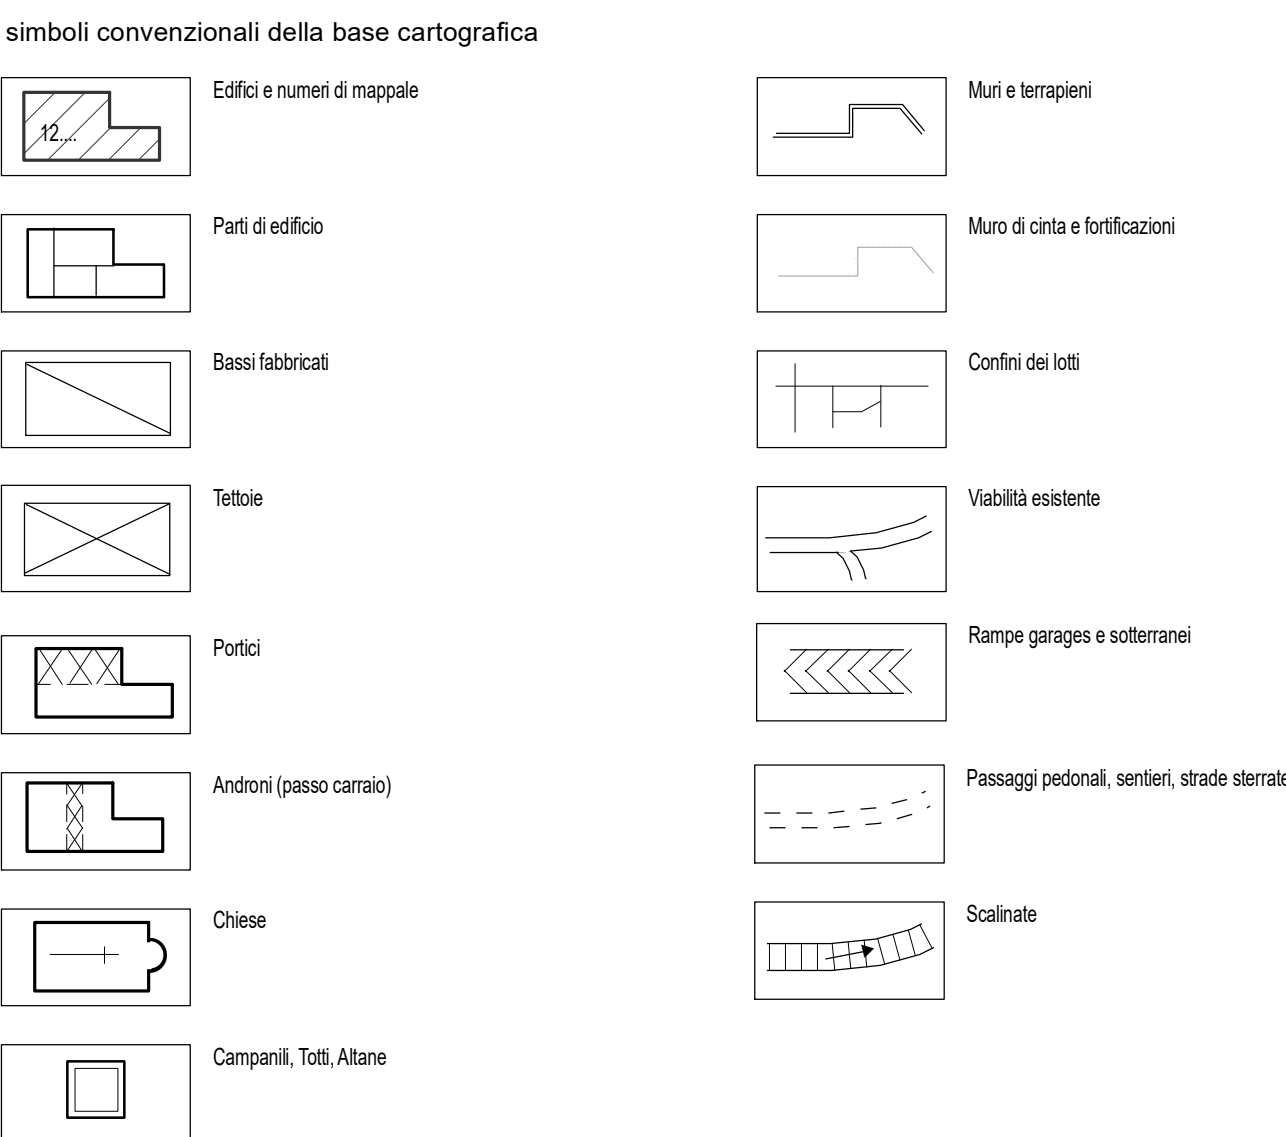 simboli convenzionali della base cartografica
Edifici e numeri di mappale
12....
Parti di edificio
Bassi fabbricati
Tettoie
Portici
Androni (passo carraio)
Chiese
Campanili, Totti, Altane
Muri e terrapieni
Muro di cinta e fortificazioni
Confini dei lotti
Viabilità esistente
Rampe garages e sotterranei
Passaggi pedonali, sentieri, strade sterrate
Scalinate